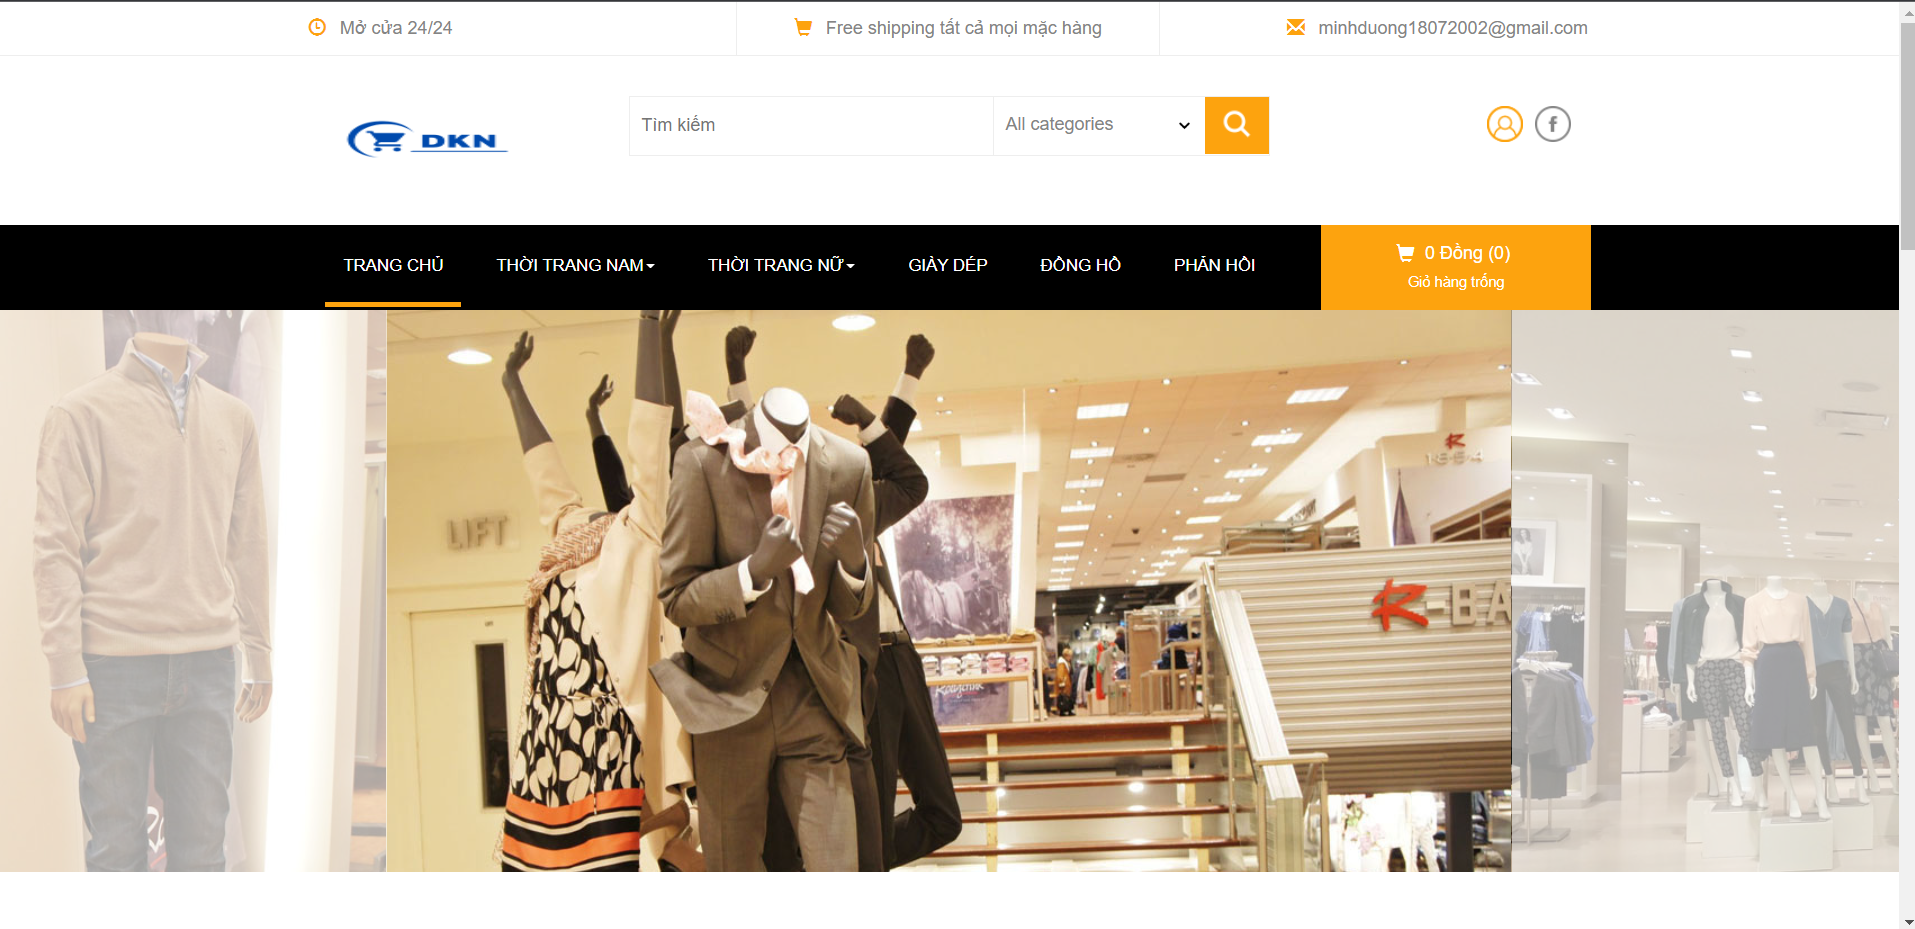 Mở cửa 24/24
Free shipping tất cả mọi mặc hàng
minhduong18072002@gmail.com
DKN
Tìm kiếm
All categories
TRANG CHỦ
THỜI TRANG NAM
THỜI TRANG NỮ
GIÀY DÉP
ĐỒNG HỒ
PHẢN HỒI
0 Đồng (0)
Giỏ hàng trống
LIFT
R
1884
R-BA